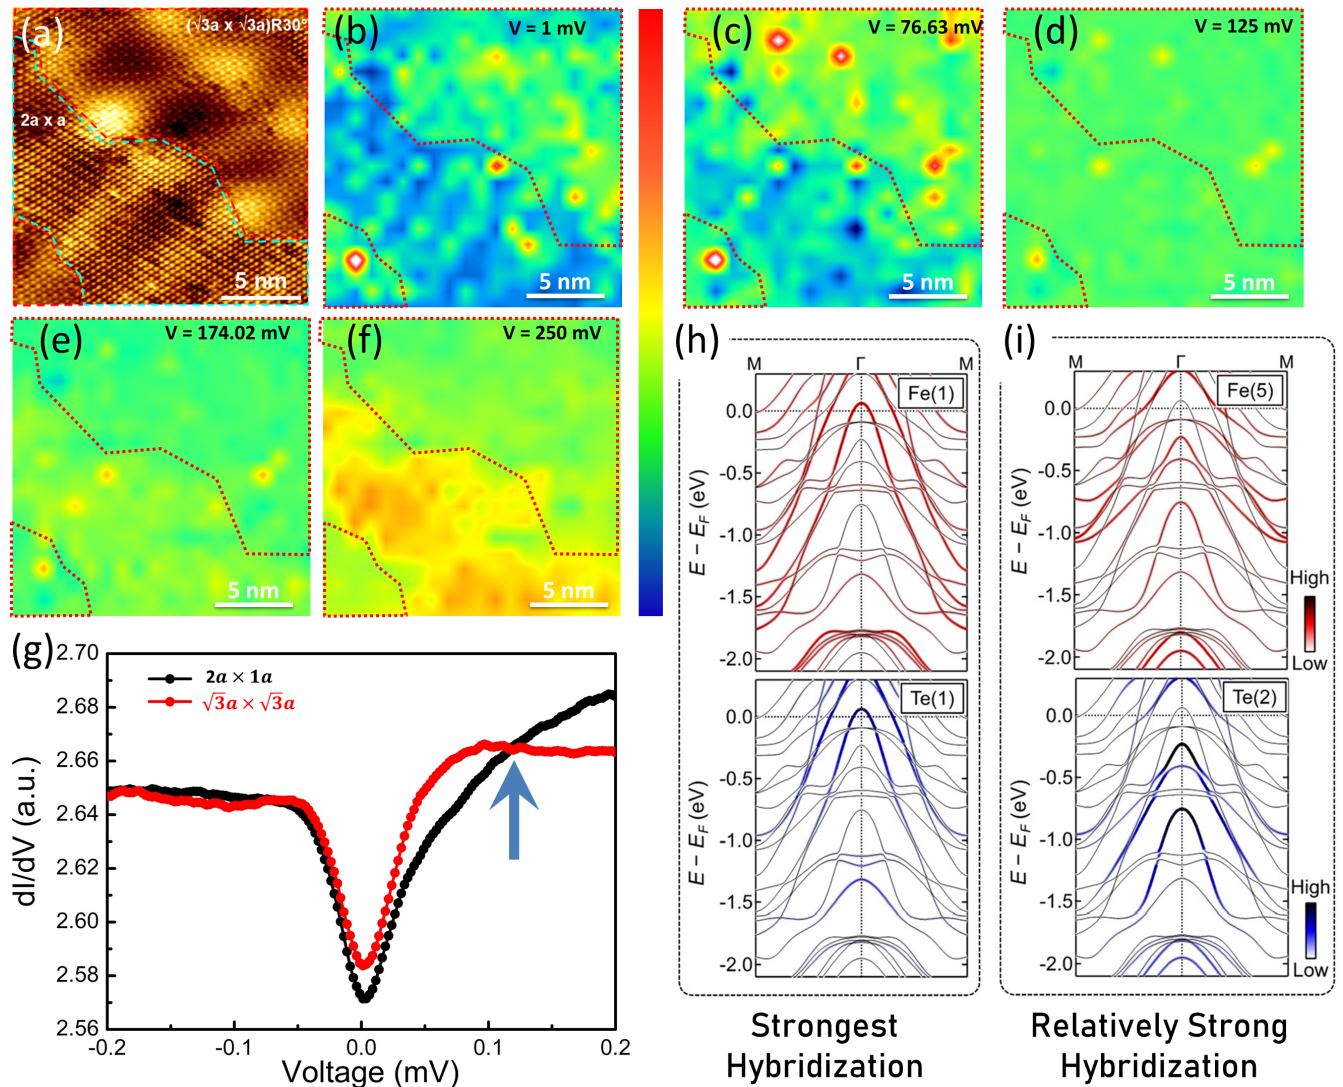 (a)
(√3a x √3a)R30°
2a x a
5 nm
(b)
V = 1 mV
5 nm
(c)
V = 76.63 mV
5 nm
(d)
V = 125 mV
5 nm
(e)
V = 174.02 mV
5 nm
(f)
V = 250 mV
5 nm
(g)
2.70
2.68
2.66
2.64
2.62
2.60
2.58
2.56
dI/dV (a.u.)
2a × 1a
√3a × √3a
-0.2
-0.1
0.0
0.1
0.2
Voltage (mV)
(h)
M
Γ
M
Fe(1)
0.0
-0.5
-1.0
-1.5
-2.0
E − E_F (eV)
Te(1)
0.0
-0.5
-1.0
-1.5
-2.0
E − E_F (eV)
Strongest
Hybridization
(i)
M
Γ
M
Fe(5)
0.0
-0.5
-1.0
-1.5
-2.0
E − E_F (eV)
High
Low
Te(2)
0.0
-0.5
-1.0
-1.5
-2.0
E − E_F (eV)
High
Low
Relatively Strong
Hybridization